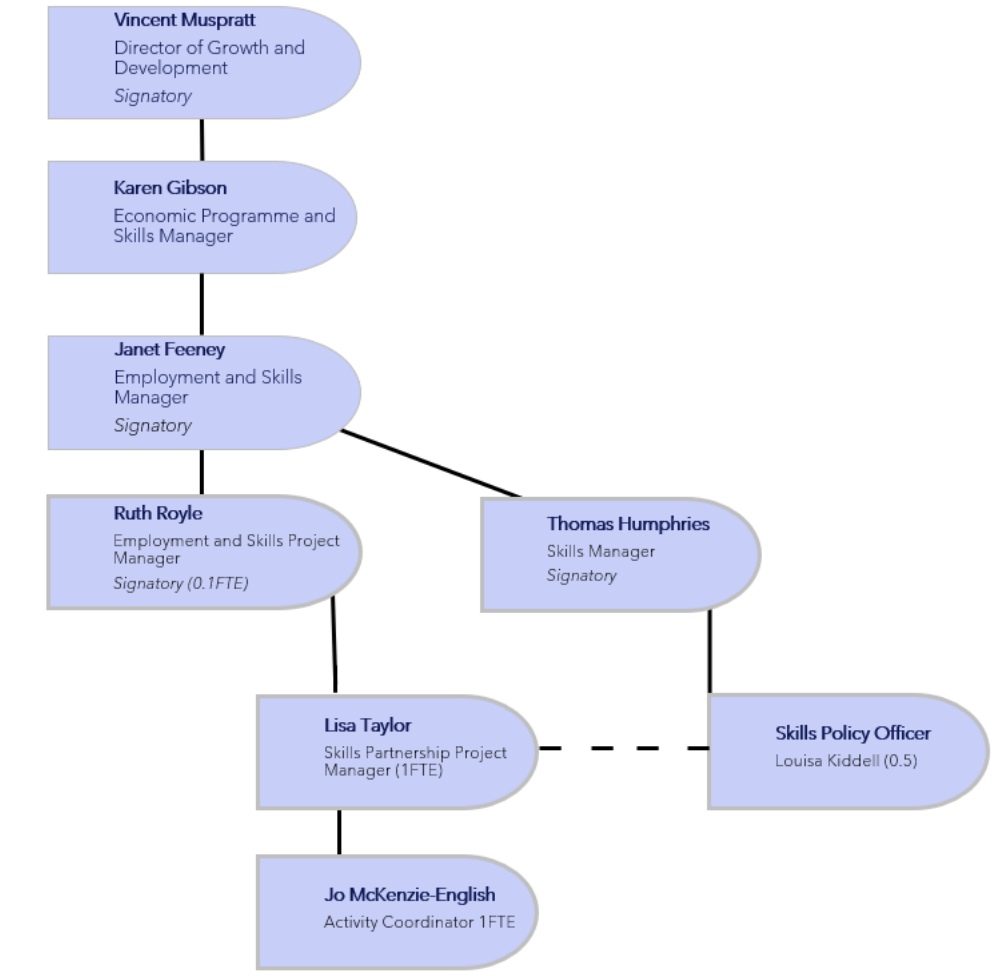 Vincent Muspratt
Director of Growth and
Development
Signatory
Karen Gibson
Economic Programme and
Skills Manager
Janet Feeney
Employment and Skills
Manager
Signatory
Ruth Royle
Employment and Skills Project
Manager
Signatory (0.1FTE)
Thomas Humphries
Skills Manager
Signatory
Lisa Taylor
Skills Partnership Project
Manager (1FTE)
Skills Policy Officer
Louisa Kiddell (0.5)
Jo McKenzie-English
Activity Coordinator 1FTE